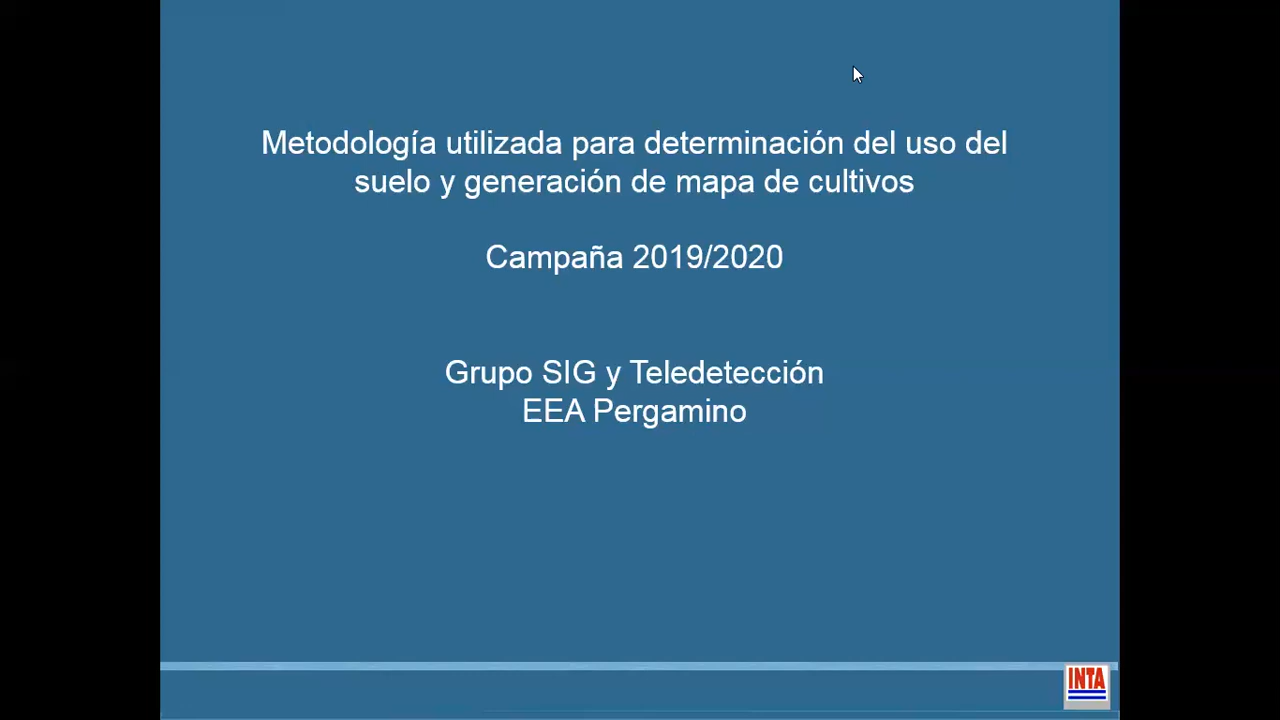 Metodología utilizada para determinación del uso del
suelo y generación de mapa de cultivos
Campaña 2019/2020
Grupo SIG y Teledetección
EEA Pergamino
INTA